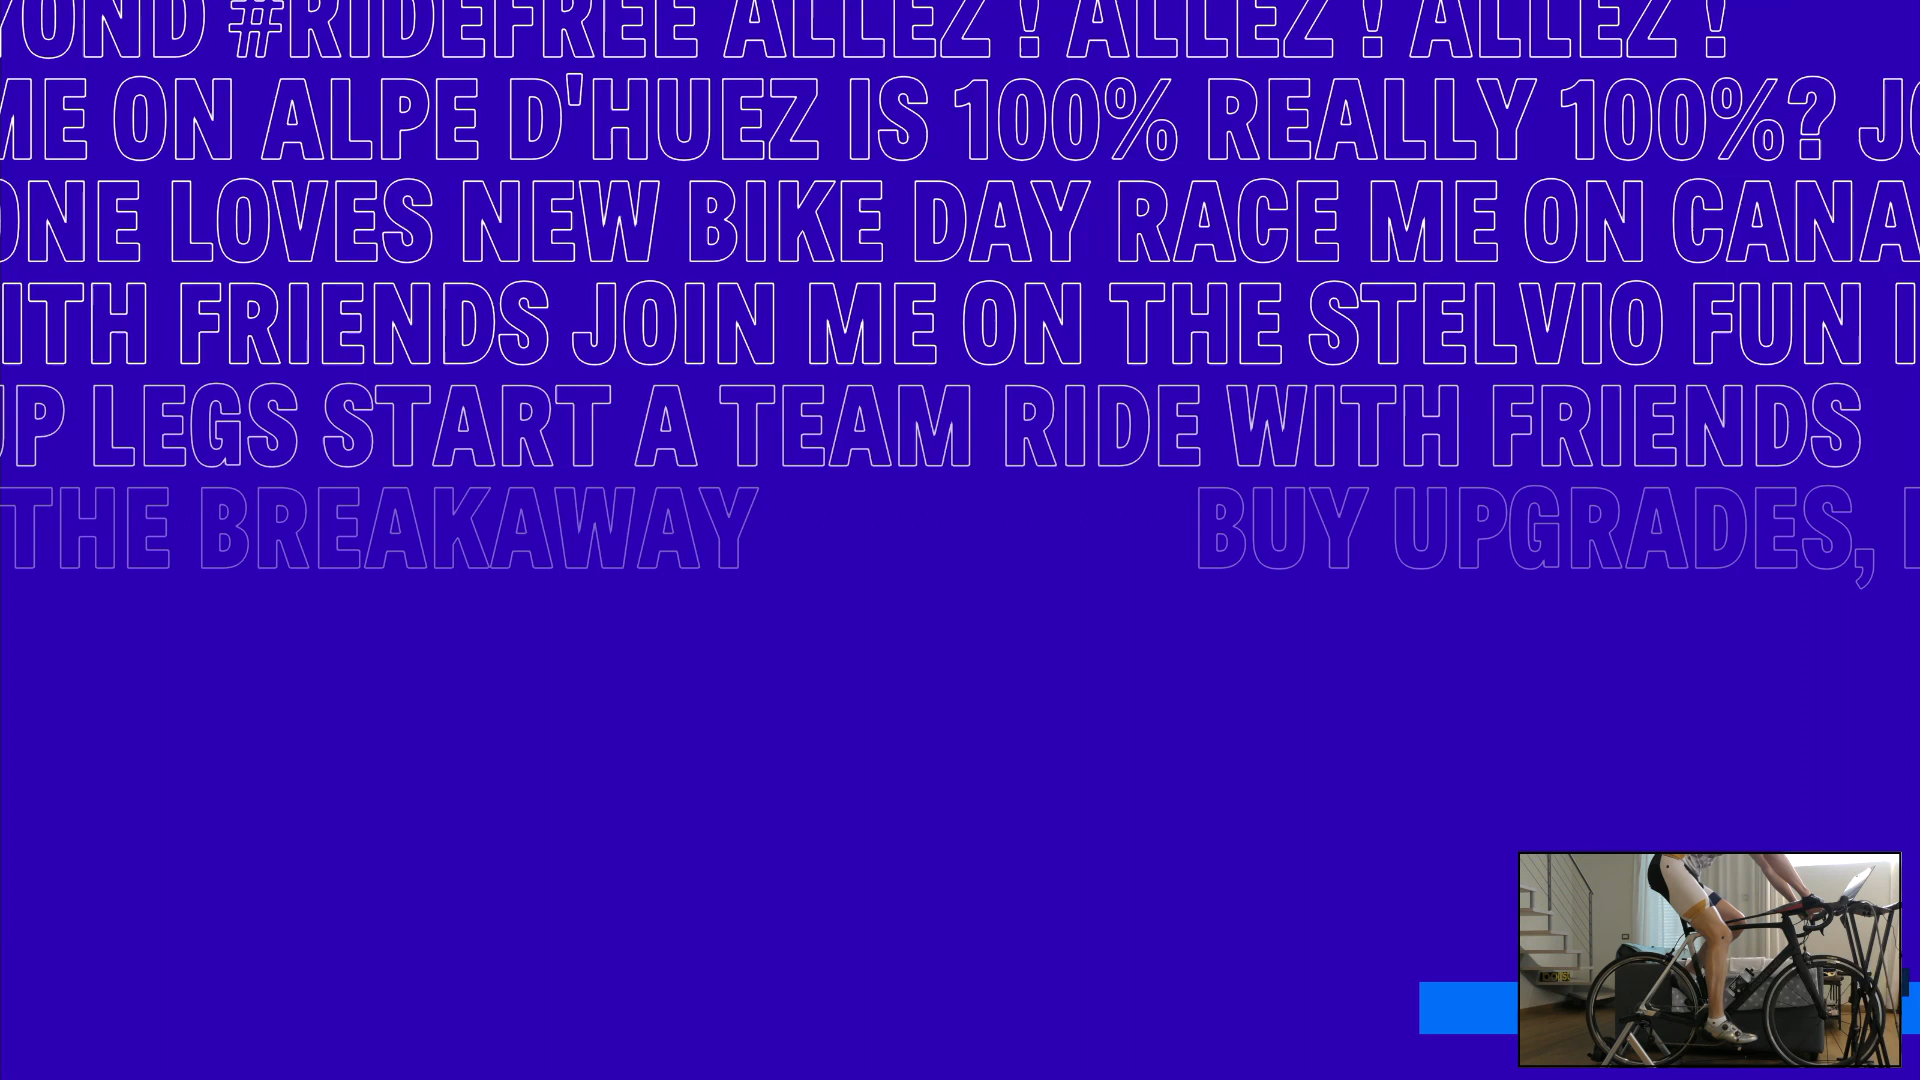 YOND #RIDEFREE ALLEZ ! ALLEZ ! ALLEZ !
ME ON ALPE D'HUEZ IS 100% REALLY 100%? JO
ONE LOVES NEW BIKE DAY RACE ME ON CANA
ITH FRIENDS JOIN ME ON THE STELVIO FUN I
UP LEGS START A TEAM RIDE WITH FRIENDS
THE BREAKAWAY BUY UPGRADES,